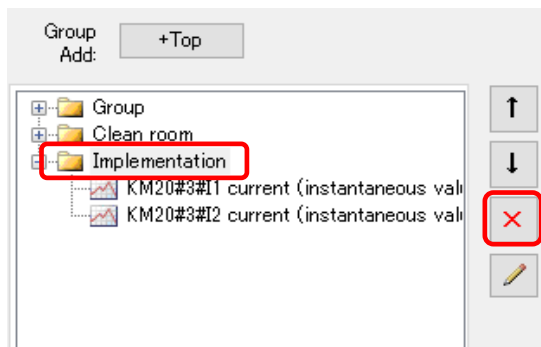 Group
Add:
+Top
Group
Clean room
Implementation
KM20#3#I1 current (instantaneous valu
KM20#3#I2 current (instantaneous valu